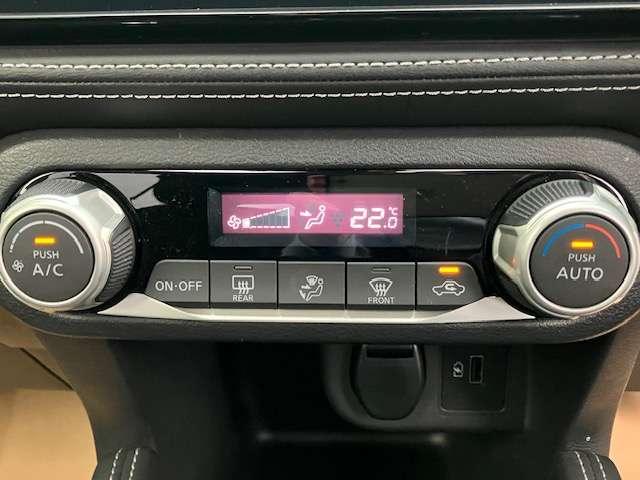 22.0°C
PUSH
A/C
PUSH
AUTO
ON·OFF
REAR
FRONT